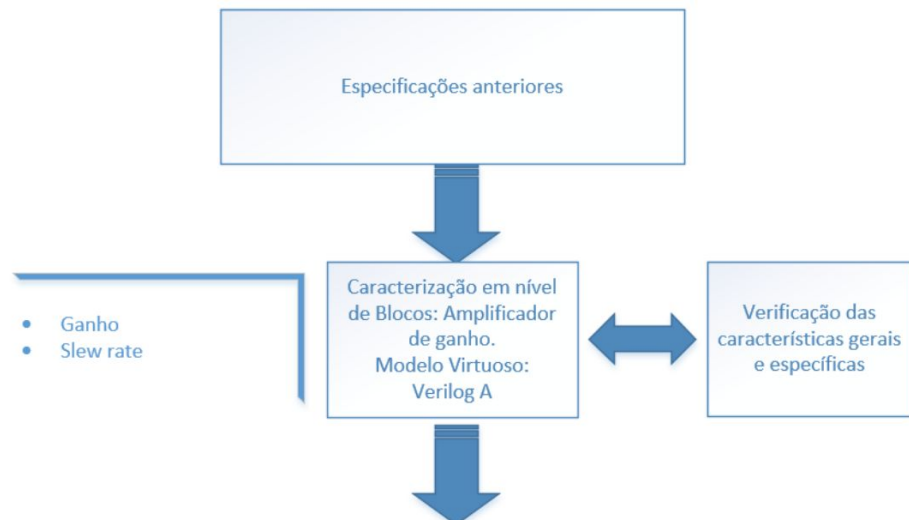 Especificações anteriores
• Ganho
• Slew rate
Caracterização em nível
de Blocos: Amplificador
de ganho.
Modelo Virtuoso:
Verilog A
Verificação das
características gerais
e específicas